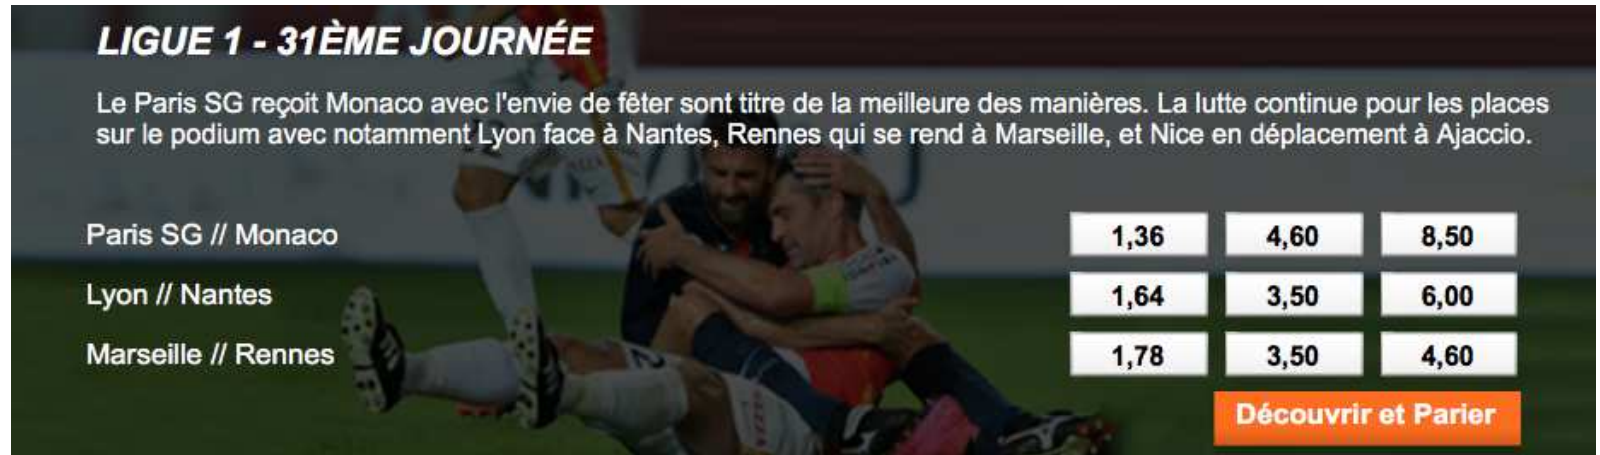 LIGUE 1 - 31ÈME JOURNÉE
Le Paris SG reçoit Monaco avec l'envie de fêter sont titre de la meilleure des manières. La lutte continue pour les places
sur le podium avec notamment Lyon face à Nantes, Rennes qui se rend à Marseille, et Nice en déplacement à Ajaccio.
Paris SG // Monaco 1,36 4,60 8,50
Lyon // Nantes 1,64 3,50 6,00
Marseille // Rennes 1,78 3,50 4,60
Découvrir et Parier